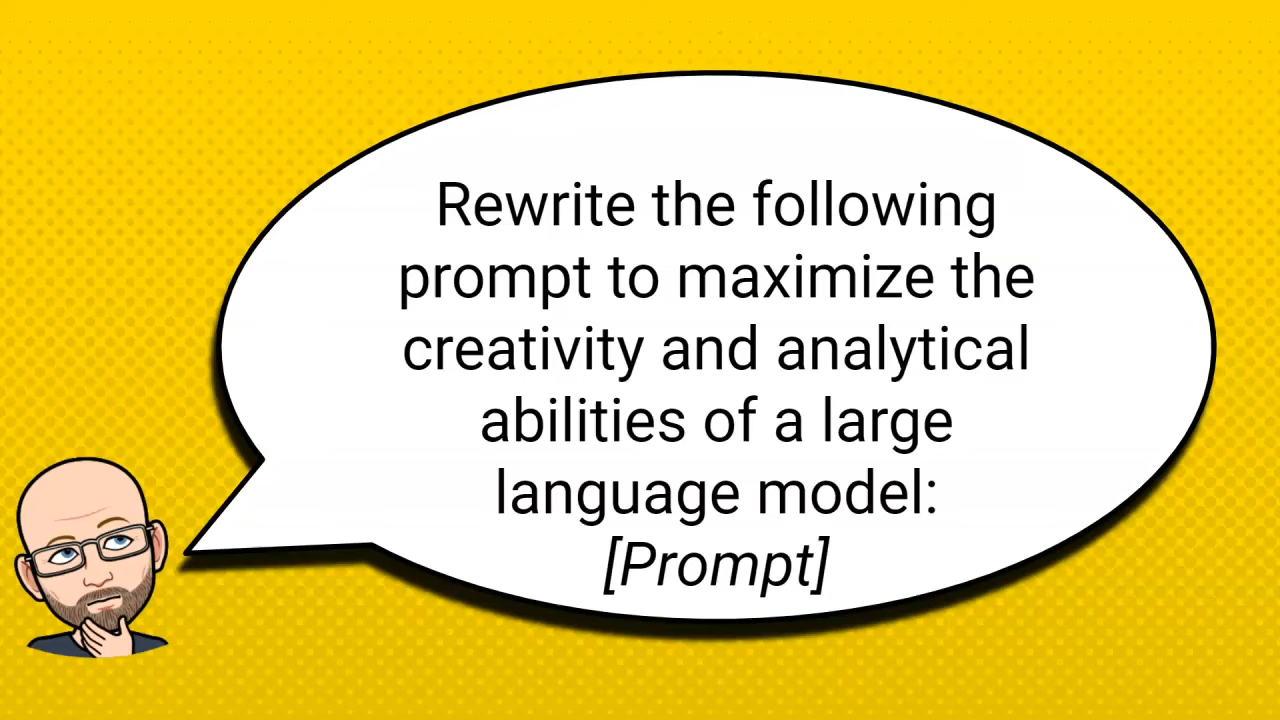 Rewrite the following
prompt to maximize the
creativity and analytical
abilities of a large
language model:
[Prompt]